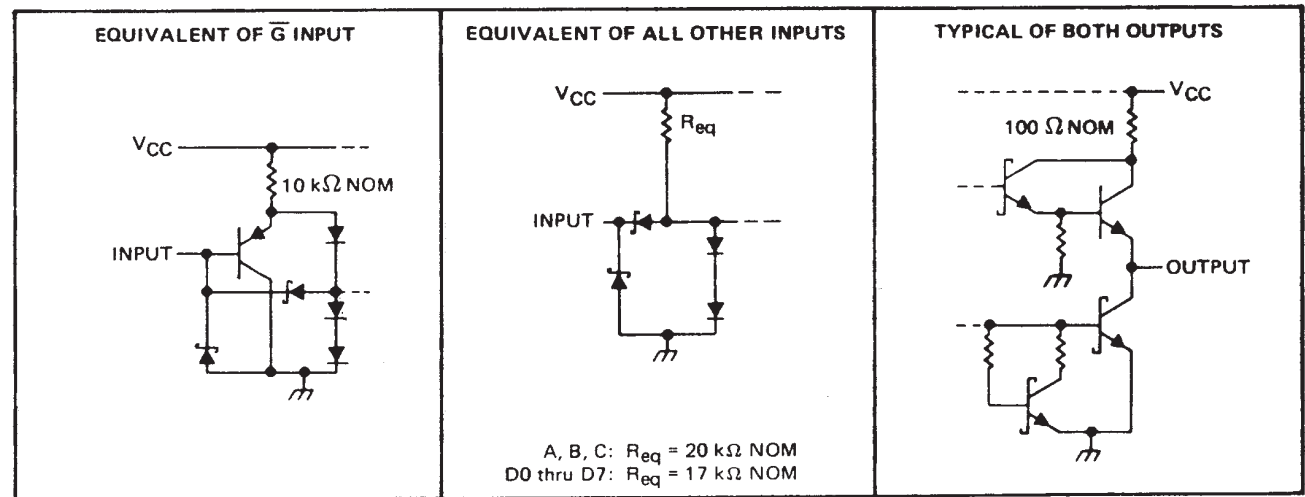 EQUIVALENT OF G̅ INPUT
VCC
10 kΩ NOM
INPUT
EQUIVALENT OF ALL OTHER INPUTS
VCC
Req
INPUT
A, B, C: Req = 20 kΩ NOM
D0 thru D7: Req = 17 kΩ NOM
TYPICAL OF BOTH OUTPUTS
VCC
100 Ω NOM
OUTPUT